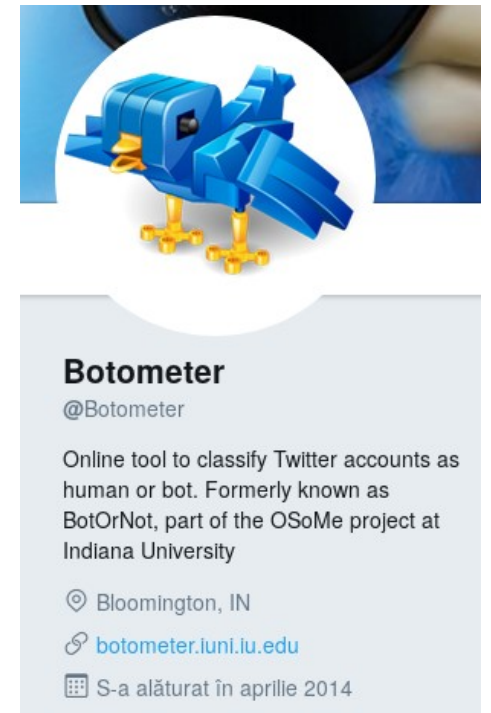 Botometer
@Botometer
Online tool to classify Twitter accounts as
human or bot. Formerly known as
BotOrNot, part of the OSoMe project at
Indiana University
Bloomington, IN
botometer.iuni.iu.edu
S-a alăturat în aprilie 2014